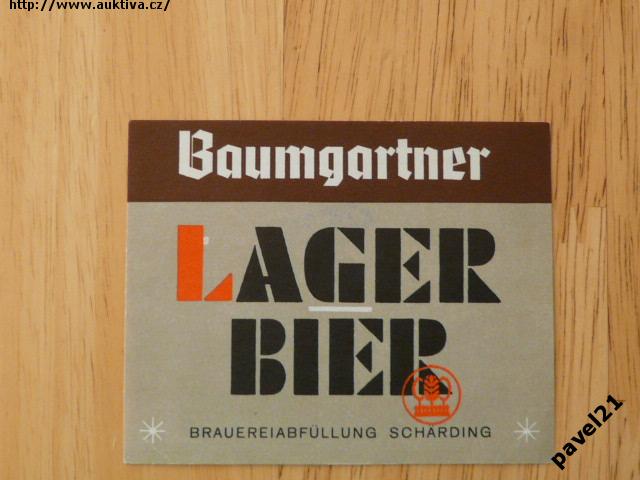 http://www.auktiva.cz/
Baumgartner
LAGER
BIER
BRAUEREIABFÜLLUNG SCHARDING
pavel21